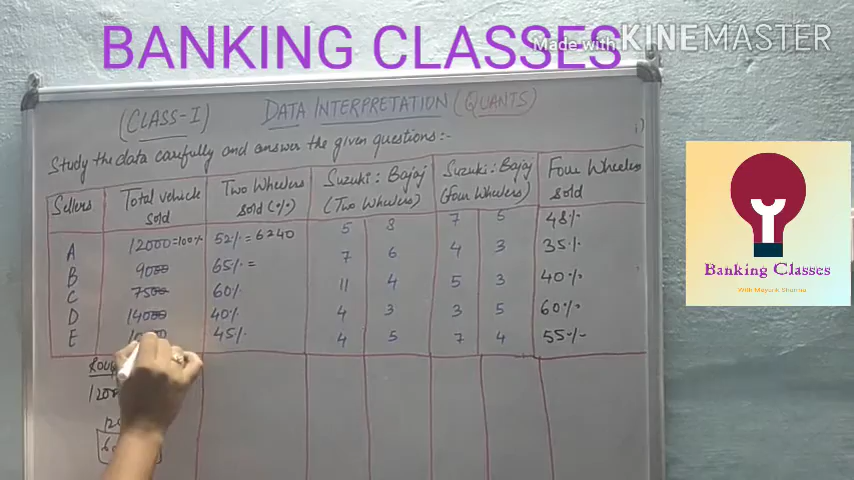 BANKING CLASSES
Made with KINEMASTER
(CLASS-I) DATA INTERPRETATION (QUANTS)
Study the data carefully and answer the given questions:-
Sellers | Total vehicle sold | Two Wheelers sold (%) | Suzuki : Bajaj (Two Wheelers) | Suzuki : Bajaj (Four Wheelers) | Four Wheelers sold
A 12000=100% 52% = 6240 5 8 7 5 48%
B 9000 65% = 7 6 4 3 35%
C 7500 60% 11 4 5 3 40%
D 14000 40% 4 3 3 5 60%
E 45% 4 5 7 4 55%
Banking Classes
With Mayank Sharma